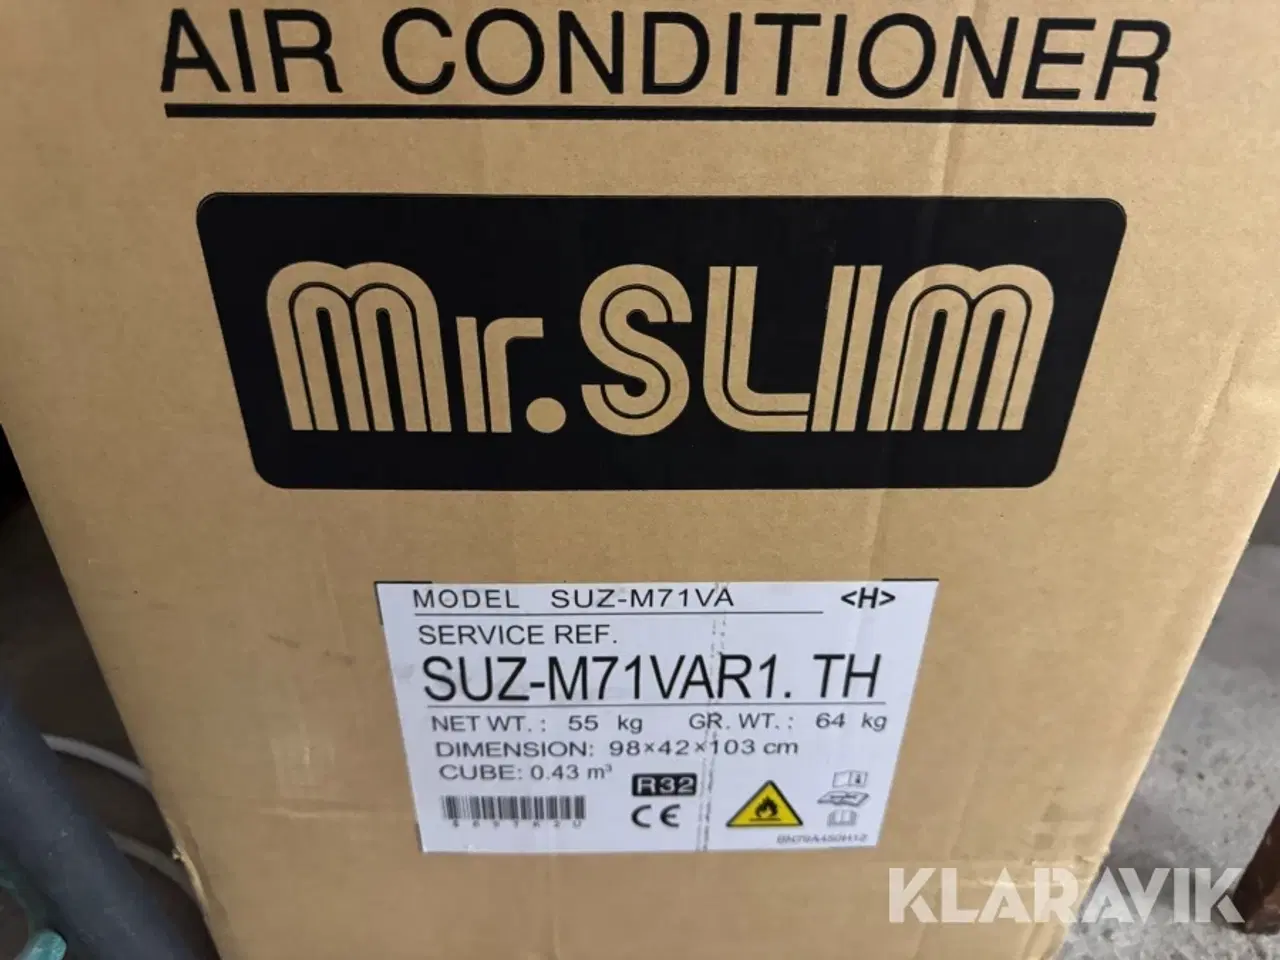 AIR CONDITIONER
Mr.SLIM
MODEL SUZ-M71VA <H>
SERVICE REF.
SUZ-M71VAR1. TH
NET WT. : 55 kg GR. WT. : 64 kg
DIMENSION: 98×42×103 cm
CUBE: 0.43 m³
R32
CE
KLARAVIK